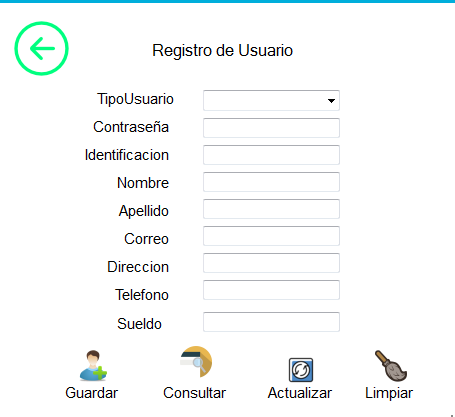 Registro de Usuario
TipoUsuario
Contraseña
Identificacion
Nombre
Apellido
Correo
Direccion
Telefono
Sueldo
Guardar Consultar Actualizar Limpiar